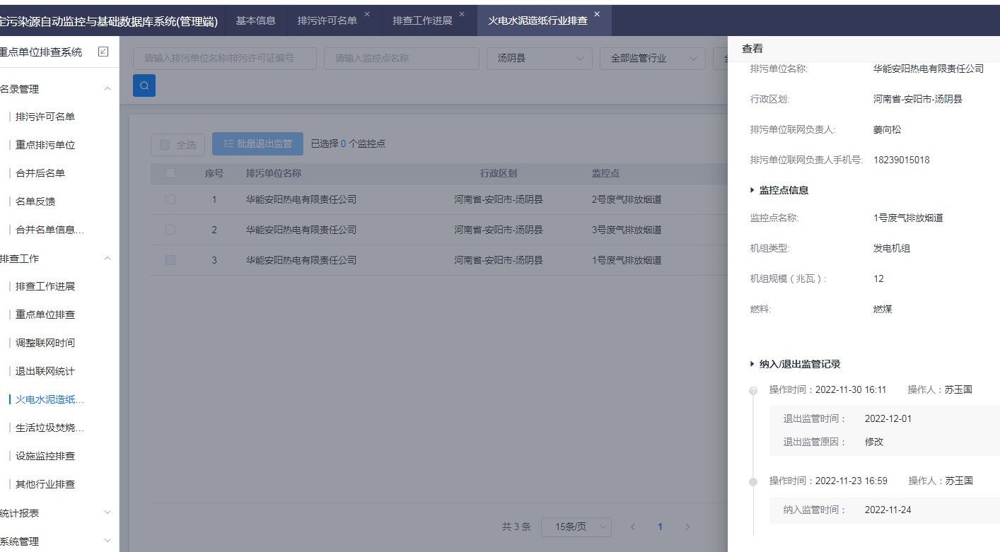 定污染源自动监控与基础数据库系统(管理端)
基本信息
排污许可名单
排查工作进展
火电水泥造纸行业排查
重点单位排查系统
名录管理
排污许可名单
重点排污单位
合并后名单
名单反馈
合并名单信息...
排查工作
排查工作进展
重点单位排查
调整联网时间
退出联网统计
火电水泥造纸...
生活垃圾焚烧...
设施监控排查
其他行业排查
统计报表
系统管理
请输入排污单位名称/排污许可证编号
请输入监控点名称
汤阴县
全部监管行业
全选
批量退出监管
已选择 0 个监控点
序号 排污单位名称 行政区划 监控点
1 华能安阳热电有限责任公司 河南省-安阳市-汤阴县 2号废气排放烟道
2 华能安阳热电有限责任公司 河南省-安阳市-汤阴县 3号废气排放烟道
3 华能安阳热电有限责任公司 河南省-安阳市-汤阴县 1号废气排放烟道
共 3 条 15条/页 1
查看
排污单位名称: 华能安阳热电有限责任公司
行政区划: 河南省-安阳市-汤阴县
排污单位联网负责人: 姜向松
排污单位联网负责人手机号: 18239015018
监控点信息
监控点名称: 1号废气排放烟道
机组类型: 发电机组
机组规模（兆瓦）: 12
燃料: 燃煤
纳入/退出监管记录
操作时间：2022-11-30 16:11 操作人：苏玉国
退出监管时间： 2022-12-01
退出监管原因： 修改
操作时间：2022-11-23 16:59 操作人：苏玉国
纳入监管时间： 2022-11-24